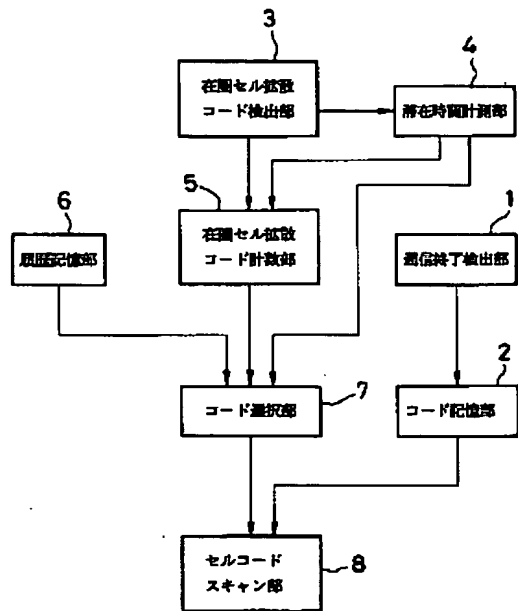 3
4
在圏セル拡散
コード検出部
滞在時間計測部
5
6
1
在圏セル拡散
コード計数部
履歴記憶部
通信終了検出部
2
7
コード選択部
コード記憶部
セルコード
スキャン部
8